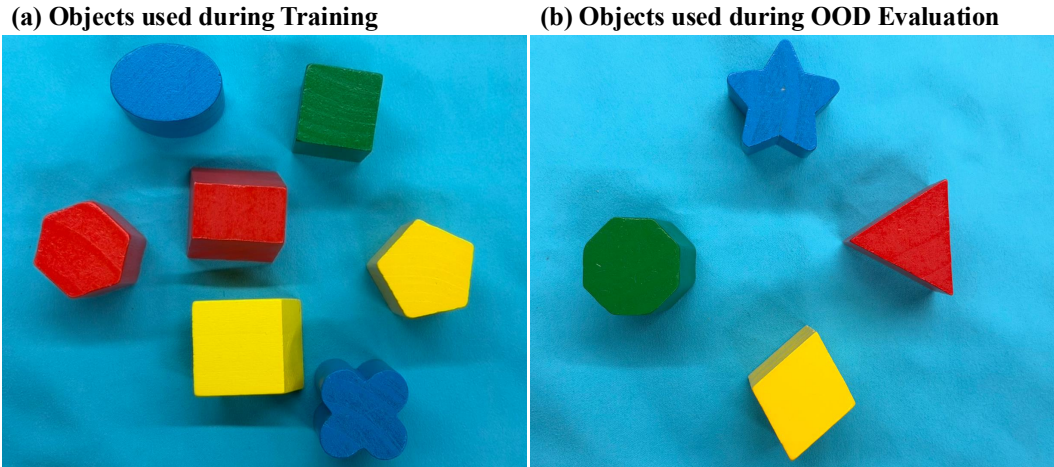 (a) Objects used during Training
(b) Objects used during OOD Evaluation